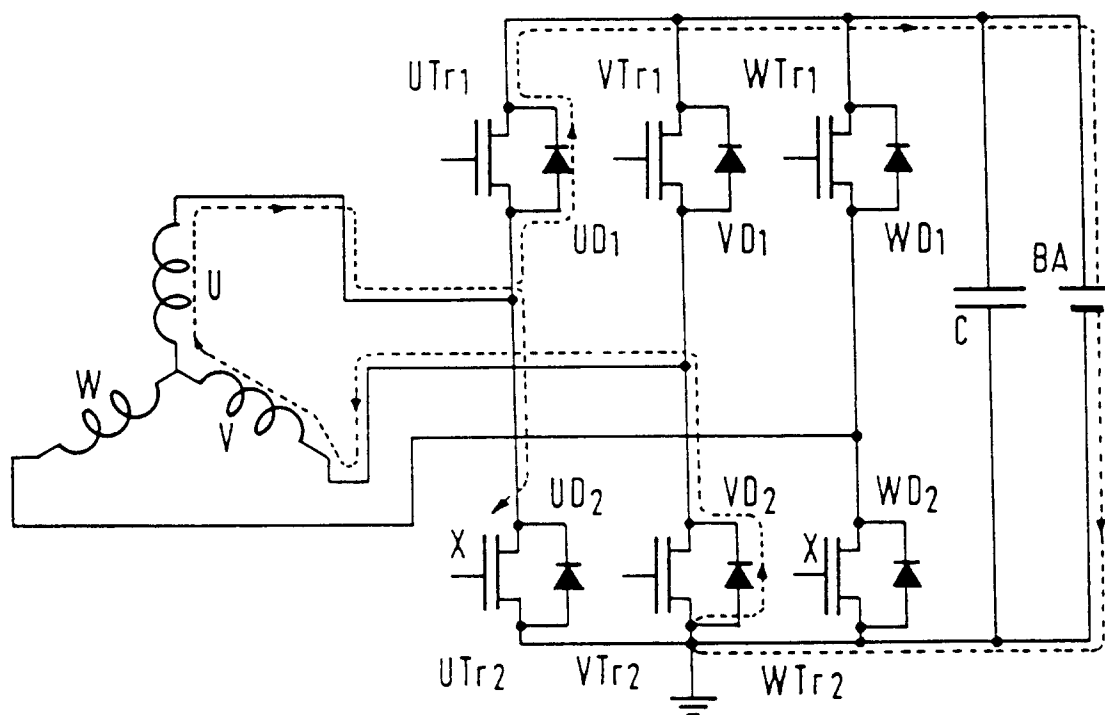 UTr1
VTr1
WTr1
UD1
VD1
WD1
BA
U
C
W
V
UD2
VD2
WD2
X
X
UTr2
VTr2
WTr2